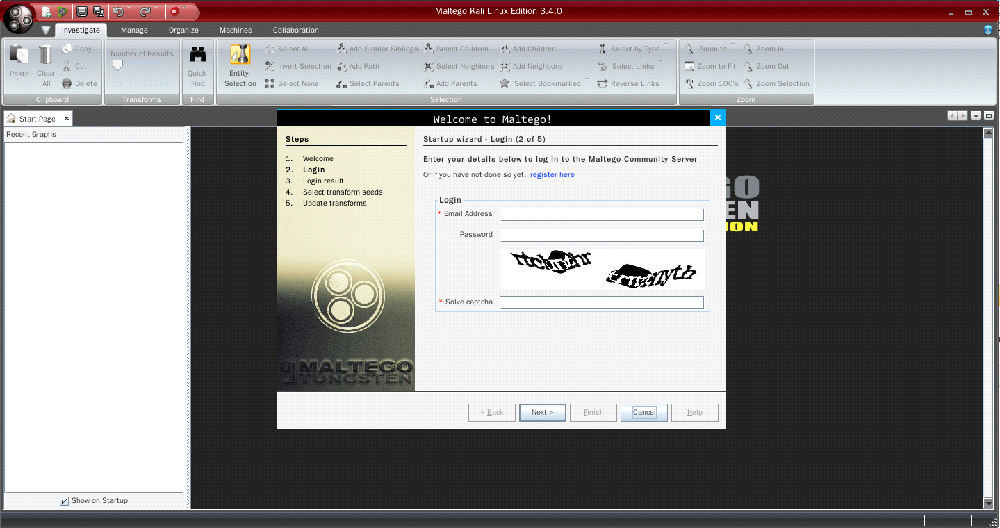 Maltego Kali Linux Edition 3.4.0
Investigate Manage Organize Machines Collaboration
Paste
Clear All
Copy
Cut
Delete
Clipboard
Number of Results
12 50 255 10k
Transforms
Quick Find
Find
Entity Selection
Select All
Invert Selection
Select None
Add Similar Siblings
Add Path
Select Parents
Select Children
Select Neighbors
Add Parents
Add Children
Add Neighbors
Select Bookmarked
Select by Type
Select Links
Reverse Links
Selection
Zoom to
Zoom to Fit
Zoom 100%
Zoom In
Zoom Out
Zoom Selection
Zoom
Start Page
Recent Graphs
Show on Startup
Welcome to Maltego!
Steps
1. Welcome
2. Login
3. Login result
4. Select transform seeds
5. Update transforms
MALTEGO
TUNGSTEN
Startup wizard - Login (2 of 5)
Enter your details below to log in to the Maltego Community Server
Or if you have not done so yet, register here
Login
* Email Address
Password
* Solve captcha
< Back
Next >
Finish
Cancel
Help
GO
EN
ION